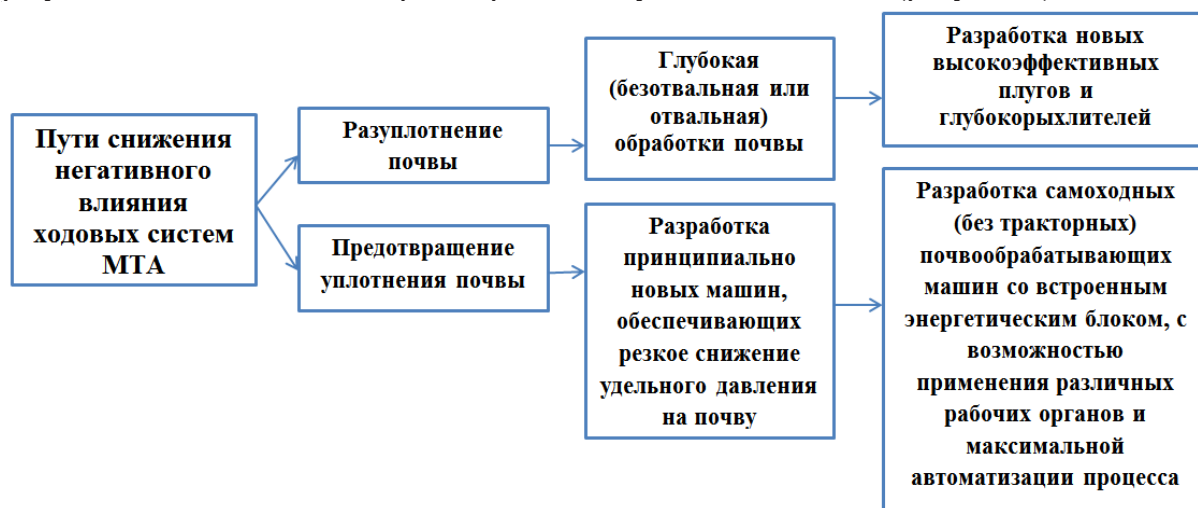 Пути снижения
негативного
влияния
ходовых систем
МТА
Разуплотнение
почвы
Глубокая
(безотвальная или
отвальная)
обработки почвы
Разработка новых
высокоэффективных
плугов и
глубокорыхлителей
Предотвращение
уплотнения почвы
Разработка
принципиально
новых машин,
обеспечивающих
резкое снижение
удельного давления
на почву
Разработка самоходных
(без тракторных)
почвообрабатывающих
машин со встроенным
энергетическим блоком, с
возможностью
применения различных
рабочих органов и
максимальной
автоматизации процесса